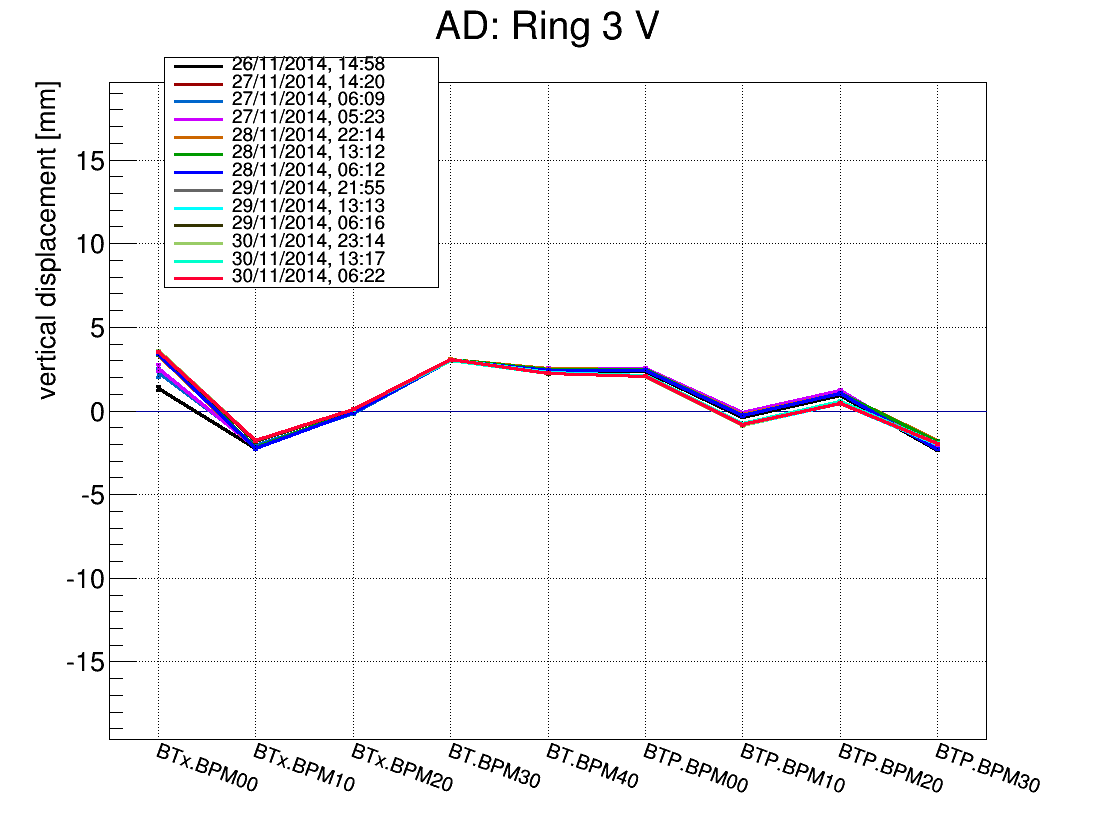 AD: Ring 3 V
vertical displacement [mm]
26/11/2014, 14:58
27/11/2014, 14:20
27/11/2014, 06:09
27/11/2014, 05:23
28/11/2014, 22:14
28/11/2014, 13:12
28/11/2014, 06:12
29/11/2014, 21:55
29/11/2014, 13:13
29/11/2014, 06:16
30/11/2014, 23:14
30/11/2014, 13:17
30/11/2014, 06:22
15
10
5
0
-5
-10
-15
BTx.BPM00
BTx.BPM10
BTx.BPM20
BT.BPM30
BT.BPM40
BTP.BPM00
BTP.BPM10
BTP.BPM20
BTP.BPM30